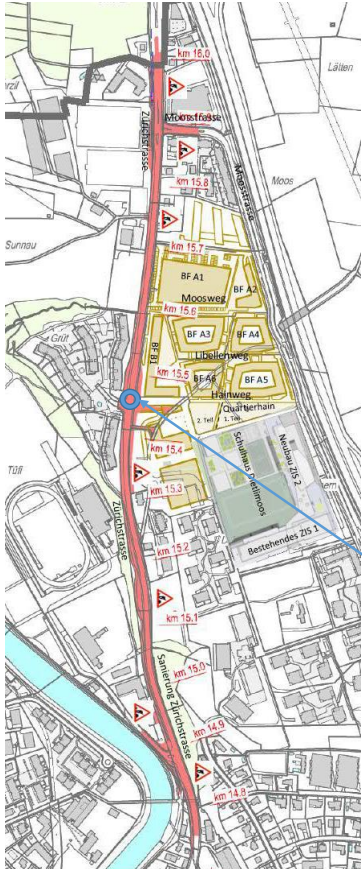 km 16,0
Lätten
Zürichstrasse
Moosstrasse
km 15.8
Moosstrasse
Moos
Sunnau
km 15.7
BF A1
BF A2
Moosweg
km 15.6
BF A3
BF A4
Grüt
BF B1
Libellenweg
km 15.5
BF A6
BF A5
Hainweg
Quartierhain
2. Teil
1. Teil
km 15.4
Schulhaus Dietlimoos
Neubau ZIS 2
Tüfi
km 15.3
Zürichstrasse
Bestehendes ZIS 1
km 15.2
km 15.1
km 15.0
Sanierung Zürichstrasse
km 14.9
km 14.8